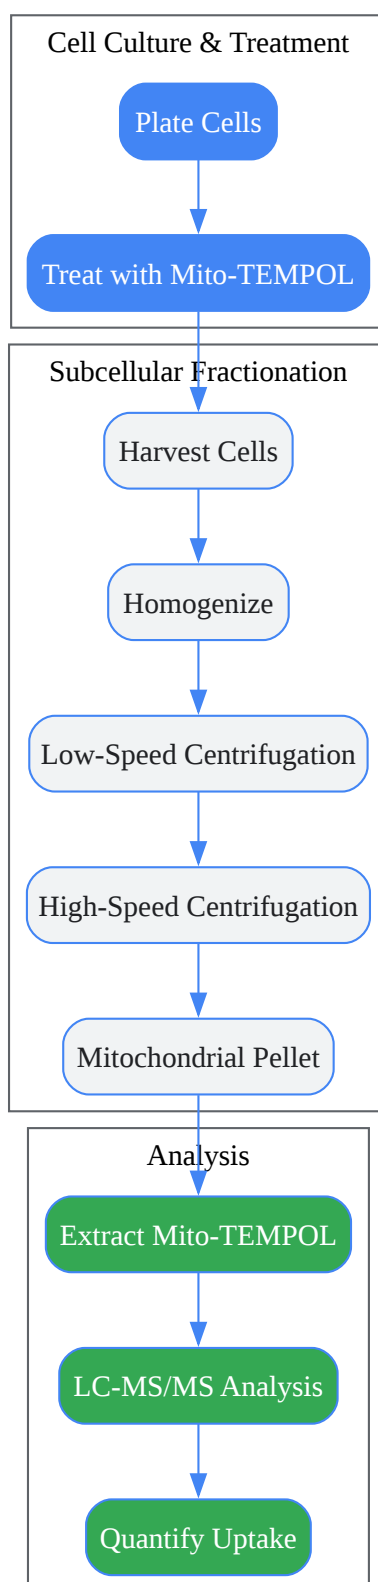 Cell Culture & Treatment
Plate Cells
Treat with Mito-TEMPOL
Subcellular Fractionation
Harvest Cells
Homogenize
Low-Speed Centrifugation
High-Speed Centrifugation
Mitochondrial Pellet
Analysis
Extract Mito-TEMPOL
LC-MS/MS Analysis
Quantify Uptake